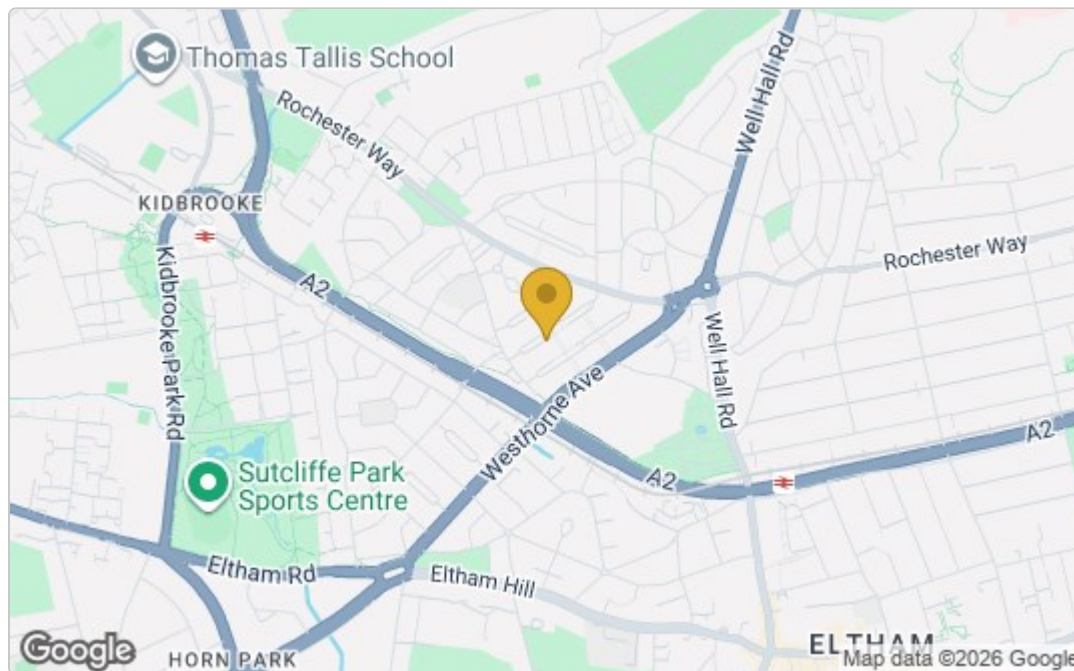 Thomas Tallis School
Rochester Way
Well Hall Rd
KIDBROOKE
Kidbrooke Park Rd
A2
Rochester Way
Well Hall Rd
Westhorne Ave
A2
A2
Sutcliffe Park
Sports Centre
Eltham Rd
Eltham Hill
ELTHAM
HORN PARK
Google
Map data ©2026 Google